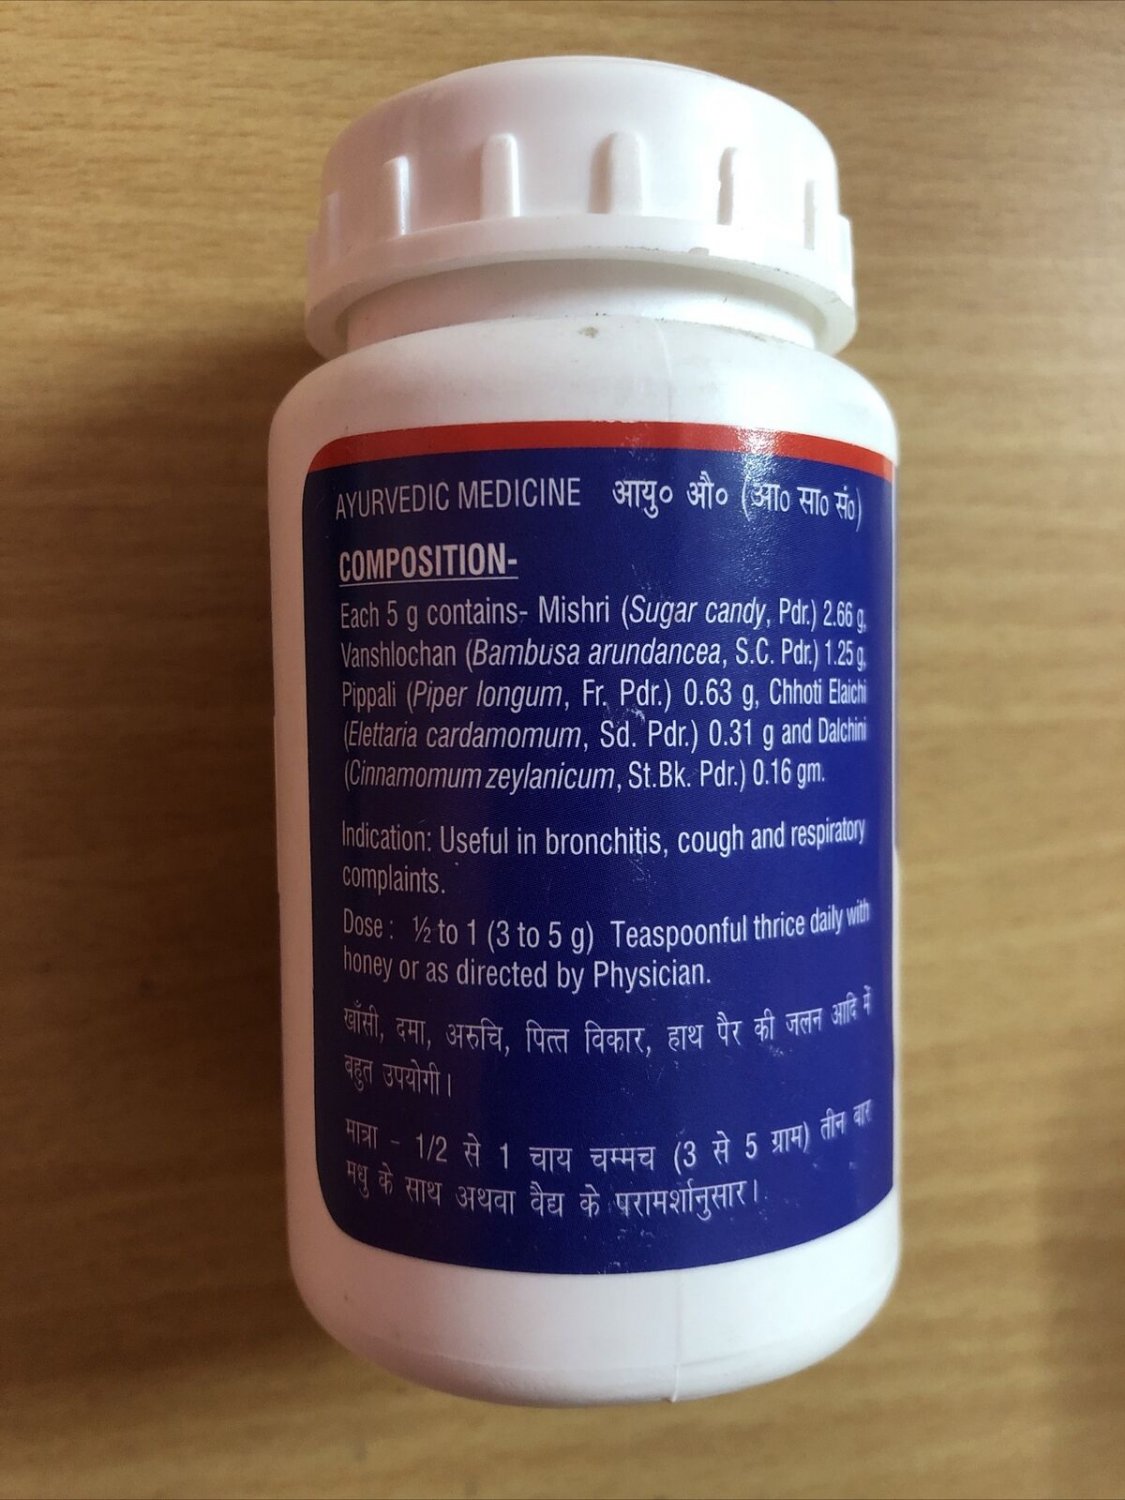 AYURVEDIC MEDICINE आयु० औ० (आ० सा० सं०)
COMPOSITION-
Each 5 g contains- Mishri (Sugar candy, Pdr.) 2.66 g,
Vanshlochan (Bambusa arundancea, S.C. Pdr.) 1.25 g,
Pippali (Piper longum, Fr. Pdr.) 0.63 g, Chhoti Elaichi
(Elettaria cardamomum, Sd. Pdr.) 0.31 g and Dalchini
(Cinnamomum zeylanicum, St.Bk. Pdr.) 0.16 gm.
Indication: Useful in bronchitis, cough and respiratory
complaints.
Dose : ½ to 1 (3 to 5 g) Teaspoonful thrice daily with
honey or as directed by Physician.
खाँसी, दमा, अरुचि, पित्त विकार, हाथ पैर की जलन आदि में
बहुत उपयोगी।
मात्रा - 1/2 से 1 चाय चम्मच (3 से 5 ग्राम) तीन बार
मधु के साथ अथवा वैद्य के परामर्शानुसार।